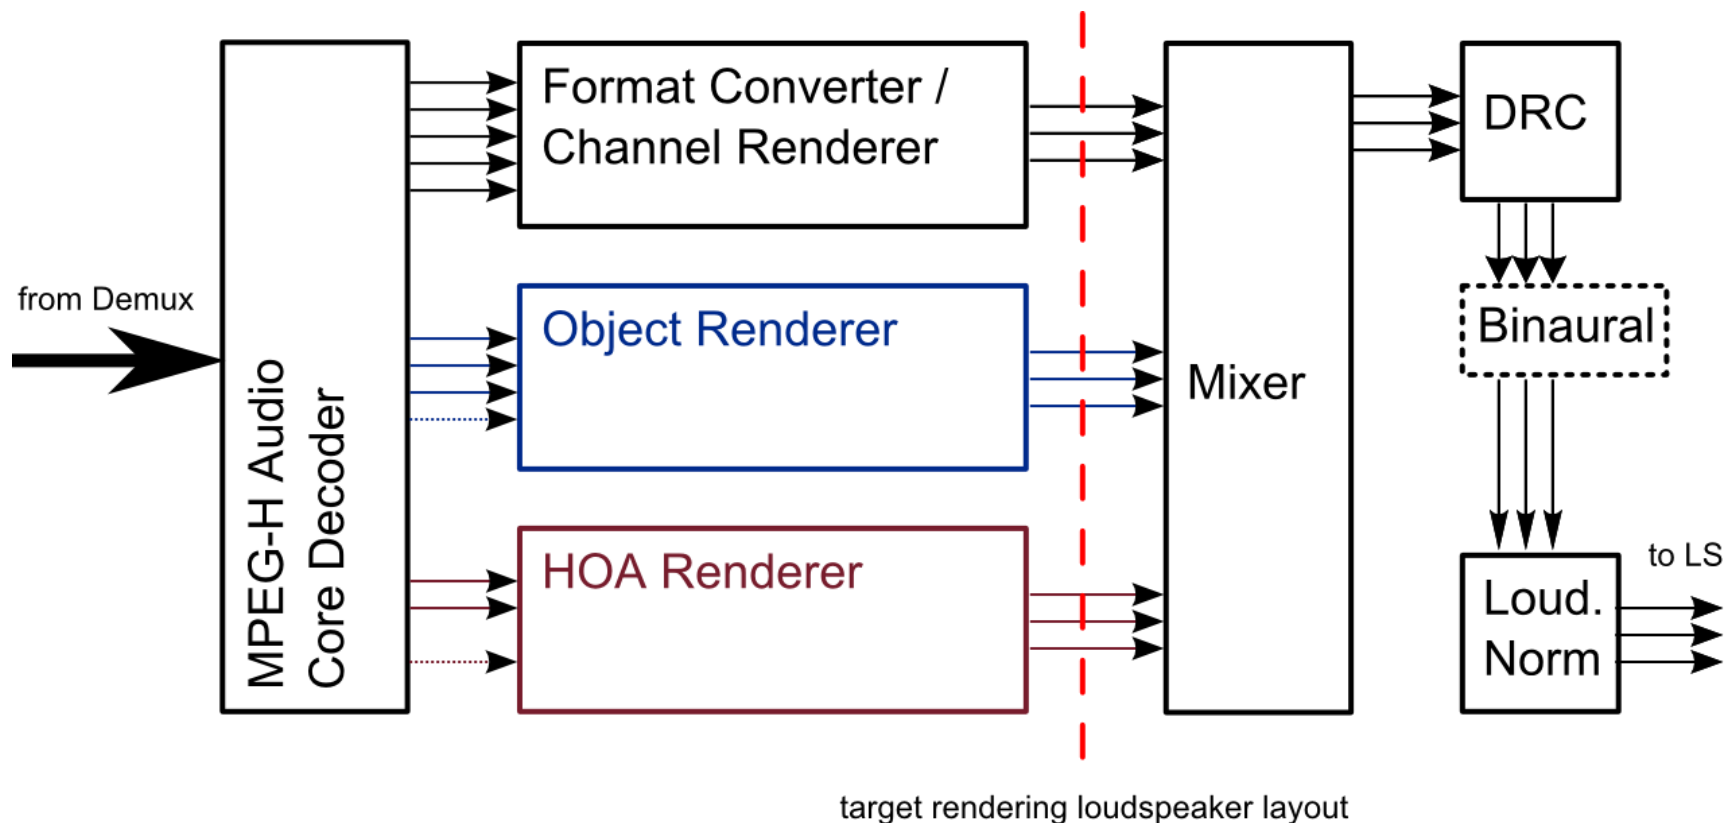 from Demux
MPEG-H Audio
Core Decoder
Format Converter /
Channel Renderer
Object Renderer
HOA Renderer
Mixer
DRC
Binaural
Loud.
Norm
to LS
target rendering loudspeaker layout